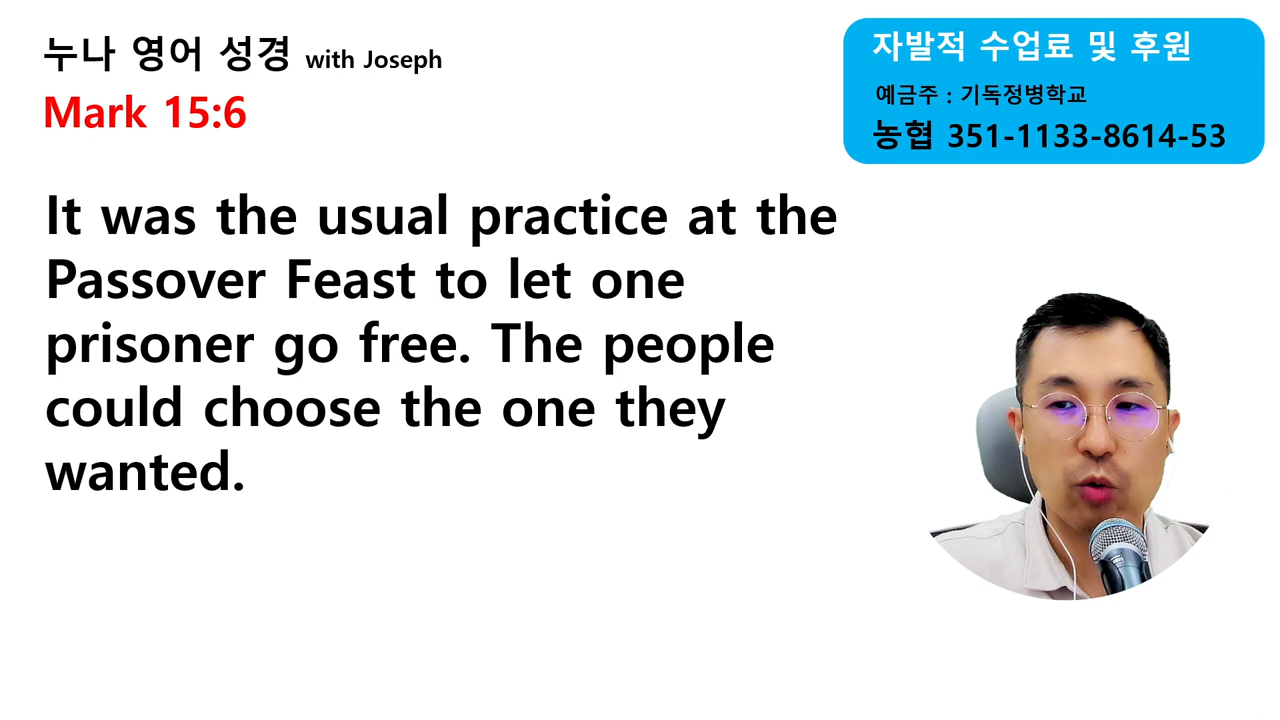 누나 영어 성경 with Joseph
Mark 15:6
자발적 수업료 및 후원
예금주 : 기독정병학교
농협 351-1133-8614-53
It was the usual practice at the
Passover Feast to let one
prisoner go free. The people
could choose the one they
wanted.